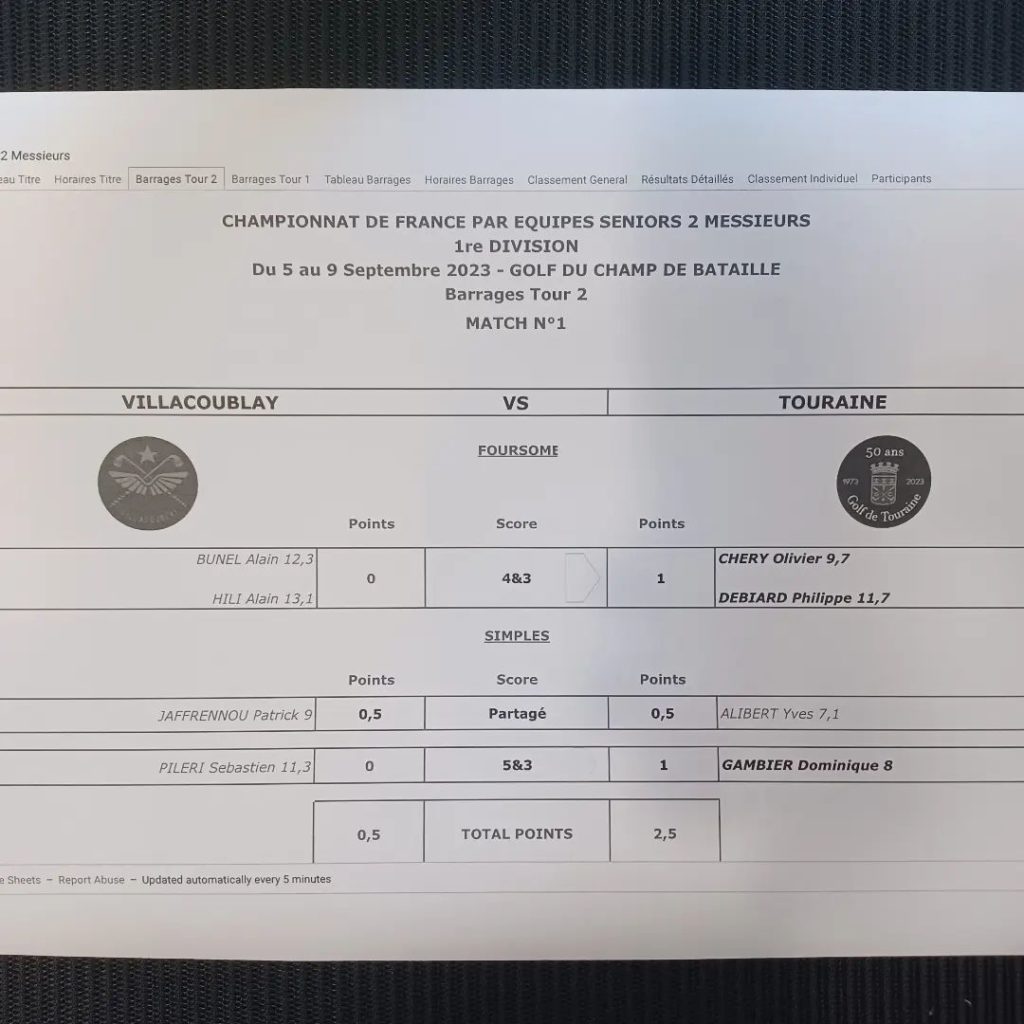 2 Messieurs
eau Titre Horaires Titre Barrages Tour 2 Barrages Tour 1 Tableau Barrages Horaires Barrages Classement General Résultats Détaillés Classement Individuel Participants
CHAMPIONNAT DE FRANCE PAR EQUIPES SENIORS 2 MESSIEURS
1re DIVISION
Du 5 au 9 Septembre 2023 - GOLF DU CHAMP DE BATAILLE
Barrages Tour 2
MATCH N°1
VILLACOUBLAY VS TOURAINE
FOURSOME
50 ans
1973 2023
Golf de Touraine
Points Score Points
BUNEL Alain 12,3 CHERY Olivier 9,7
0 4&3 1
HILI Alain 13,1 DEBIARD Philippe 11,7
SIMPLES
Points Score Points
JAFFRENNOU Patrick 9 0,5 Partagé 0,5 ALIBERT Yves 7,1
PILERI Sebastien 11,3 0 5&3 1 GAMBIER Dominique 8
0,5 TOTAL POINTS 2,5
e Sheets – Report Abuse – Updated automatically every 5 minutes